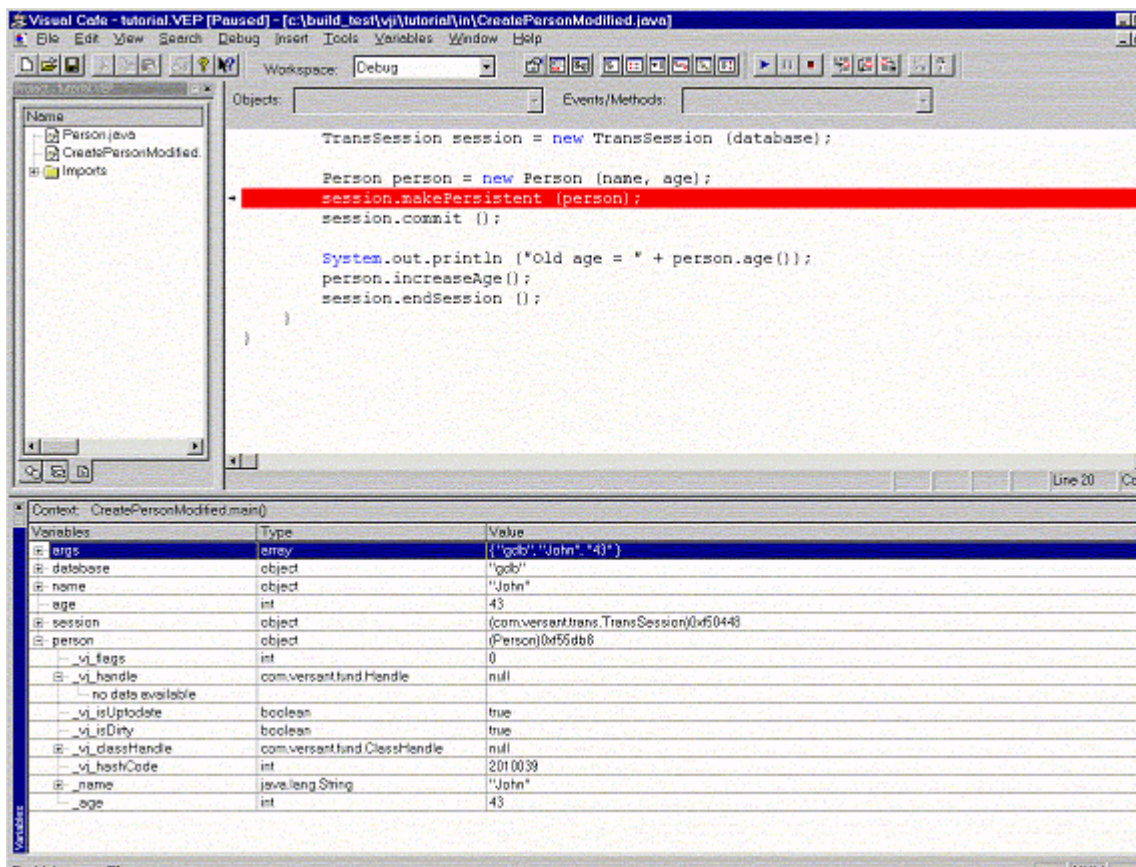 Visual Cafe - tutorial.VEP [Paused] - [c:\build_test\vji\tutorial\in\CreatePersonModified.java]
File Edit View Search Debug Insert Tools Variables Window Help
Workspace: Debug
Objects: Events/Methods:
Name
Person.java
CreatePersonModified.
Imports
TransSession session = new TransSession (database);
Person person = new Person (name, age);
session.makePersistent (person);
session.commit ();
System.out.println ("Old age = " + person.age());
person.increaseAge();
session.endSession ();
}
}
Line 20
Context: CreatePersonModified.main()
Variables Type Value
args array { "gdb", "John", "43" }
database object "gdb"
name object "John"
age int 43
session object (com.versant.trans.TransSession)0xf50448
person object (Person)0xf55db8
_vj_flags int 0
_vj_handle com.versant.fund.Handle null
no data available
_vj_isUptodate boolean true
_vj_isDirty boolean true
_vj_classHandle com.versant.fund.ClassHandle null
_vj_hashCode int 2010039
_name java.lang.String "John"
_age int 43
Variables